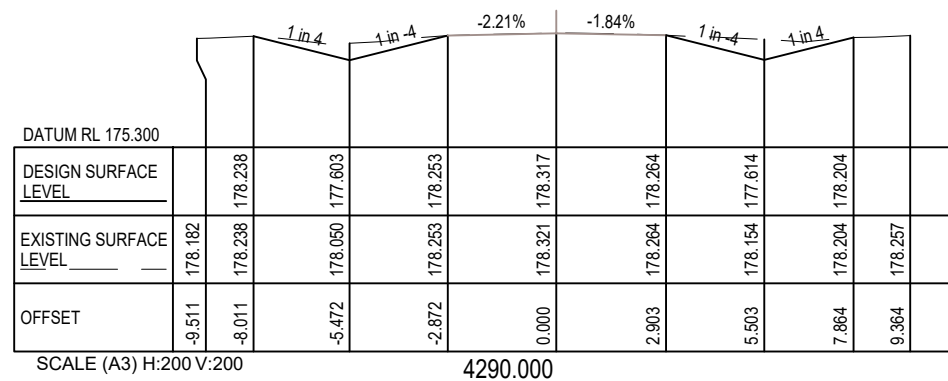 1 in 4
1 in -4
-2.21%
-1.84%
1 in -4
1 in 4
DATUM RL 175.300
DESIGN SURFACE
LEVEL
178.238
177.603
178.253
178.317
178.264
177.614
178.204
EXISTING SURFACE
LEVEL
178.182
178.238
178.050
178.253
178.321
178.264
178.154
178.204
178.257
OFFSET
-9.511
-8.011
-5.472
-2.872
0.000
2.903
5.503
7.864
9.364
SCALE (A3) H:200 V:200
4290.000